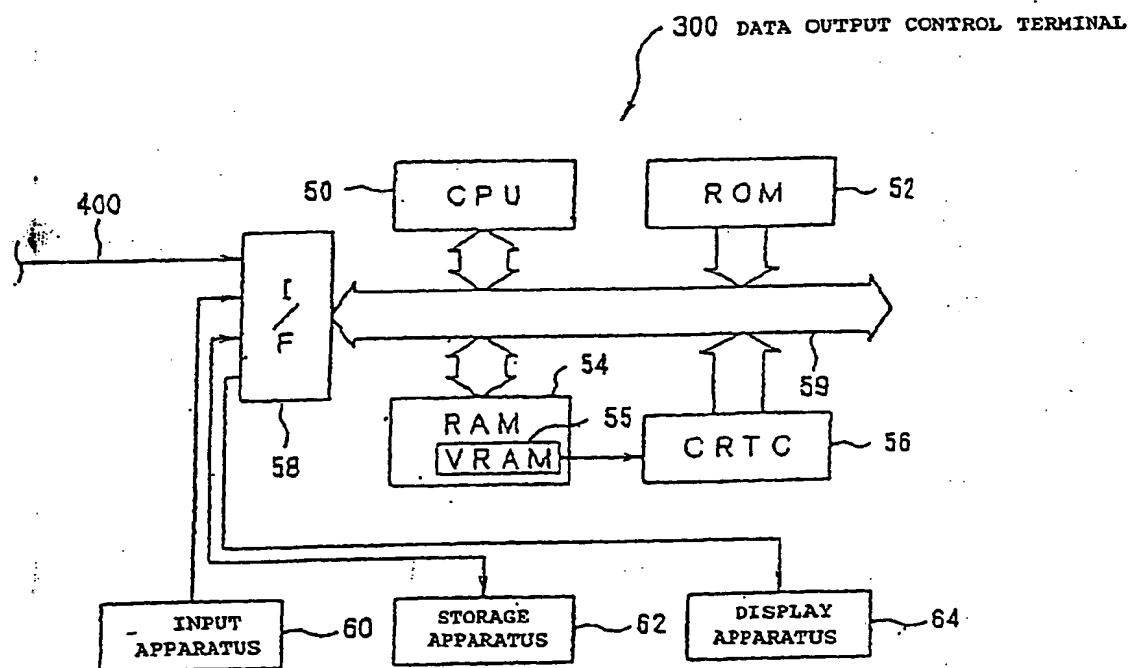 300 DATA OUTPUT CONTROL TERMINAL
50
CPU
ROM
52
400
I/F
59
54
RAM
55
VRAM
CRTC
56
58
INPUT
APPARATUS
60
STORAGE
APPARATUS
62
DISPLAY
APPARATUS
64